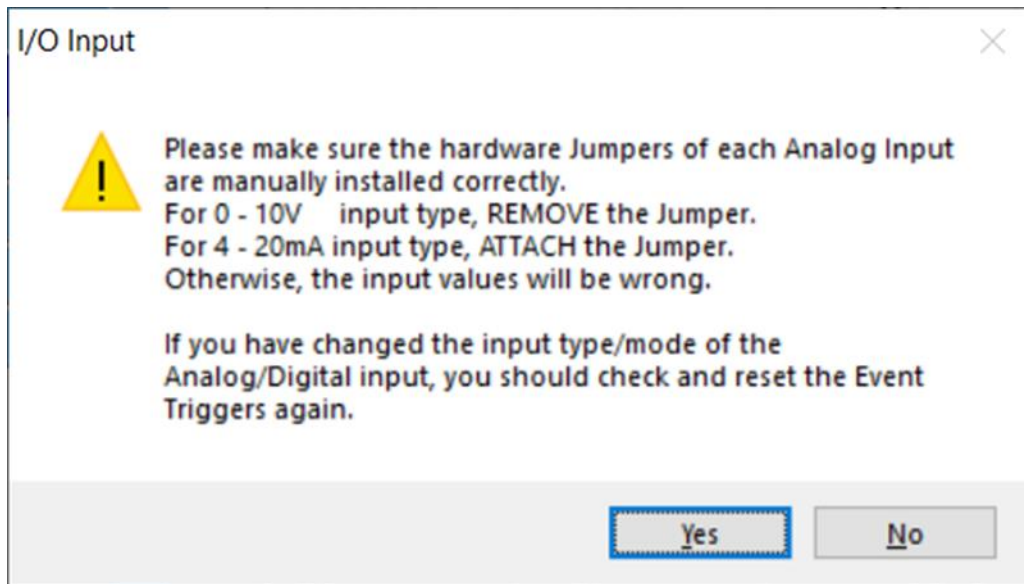 I/O Input
Please make sure the hardware Jumpers of each Analog Input
are manually installed correctly.
For 0 - 10V    input type, REMOVE the Jumper.
For 4 - 20mA input type, ATTACH the Jumper.
Otherwise, the input values will be wrong.
If you have changed the input type/mode of the
Analog/Digital input, you should check and reset the Event
Triggers again.
Yes
No